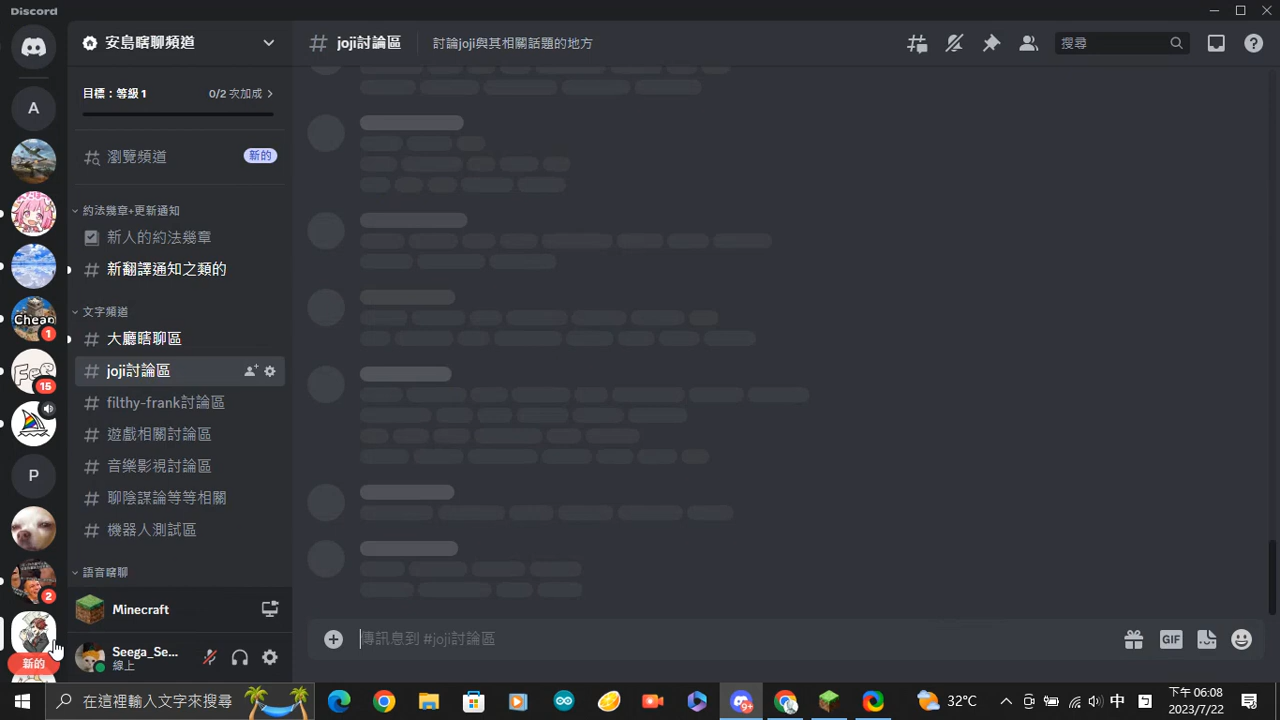 Discord
安島瞎聊頻道
joji討論區
討論joji與其相關話題的地方
搜尋
目標：等級 1
0/2 次加成
A
瀏覽頻道
新的
約法幾章+更新通知
新人的約法幾章
新翻譯通知之類的
文字頻道
Cheap
1
大廳瞎聊區
joji討論區
FeG
15
filthy-frank討論區
遊戲相關討論區
P
音樂影視討論區
聊陰謀論等等相關
機器人測試區
語音瞎聊
2
Minecraft
傳訊息到 #joji討論區
GIF
Seega_Se...
線上
新的
在這裡輸入文字來搜尋
9+
32°C
中
下午 06:08
2023/7/22